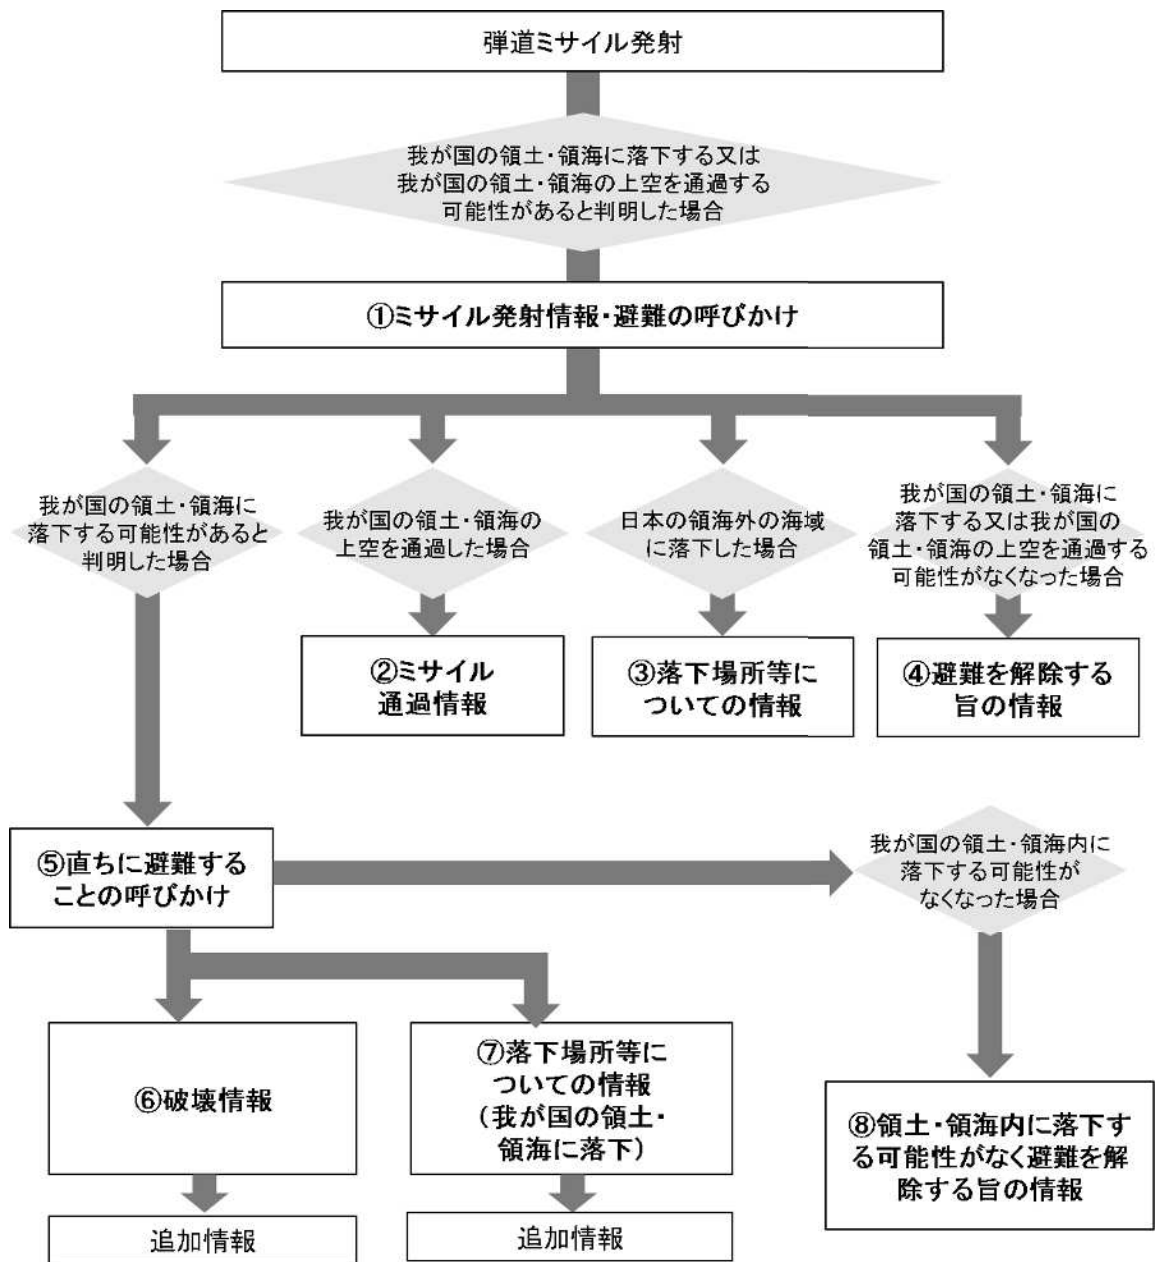 弾道ミサイル発射
我が国の領土・領海に落下する又は
我が国の領土・領海の上空を通過する
可能性があると判明した場合
①ミサイル発射情報・避難の呼びかけ
我が国の領土・領海に
落下する可能性があると
判明した場合
我が国の領土・領海の
上空を通過した場合
日本の領海外の海域
に落下した場合
我が国の領土・領海に
落下する又は我が国の
領土・領海の上空を通過する
可能性がなくなった場合
②ミサイル
通過情報
③落下場所等に
ついての情報
④避難を解除する
旨の情報
⑤直ちに避難する
ことの呼びかけ
我が国の領土・領海内に
落下する可能性が
なくなった場合
⑥破壊情報
⑦落下場所等に
ついての情報
(我が国の領土・
領海に落下)
⑧領土・領海内に落下す
る可能性がなく避難を解
除する旨の情報
追加情報
追加情報